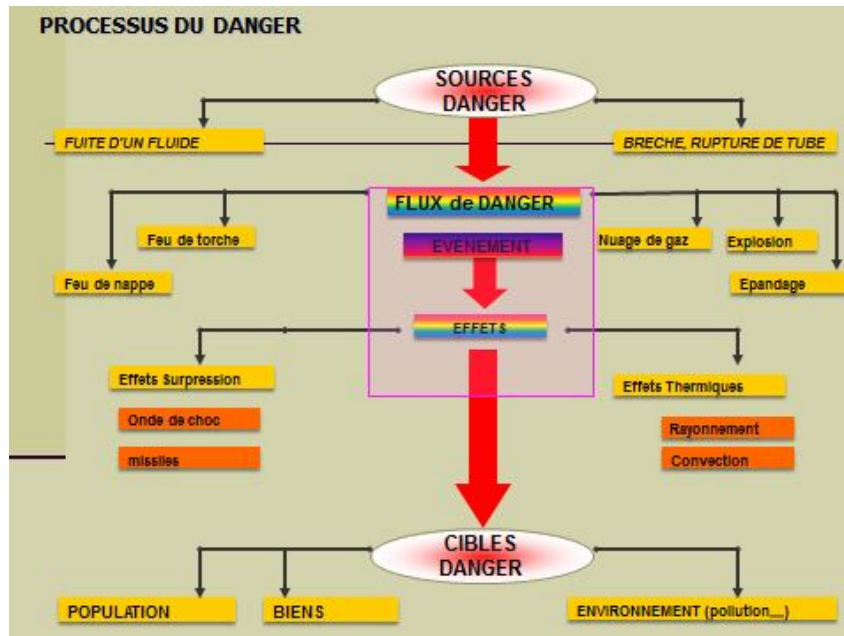 PROCESSUS DU DANGER
SOURCES
DANGER
FUITE D'UN FLUIDE
BRECHE, RUPTURE DE TUBE
FLUX de DANGER
Feu de torche
EVENEMENT
Nuage de gaz
Explosion
Feu de nappe
Epandage
EFFETS
Effets Surpression
Effets Thermiques
Onde de choc
Rayonnement
missiles
Convection
CIBLES
DANGER
POPULATION
BIENS
ENVIRONNEMENT (pollution,...)